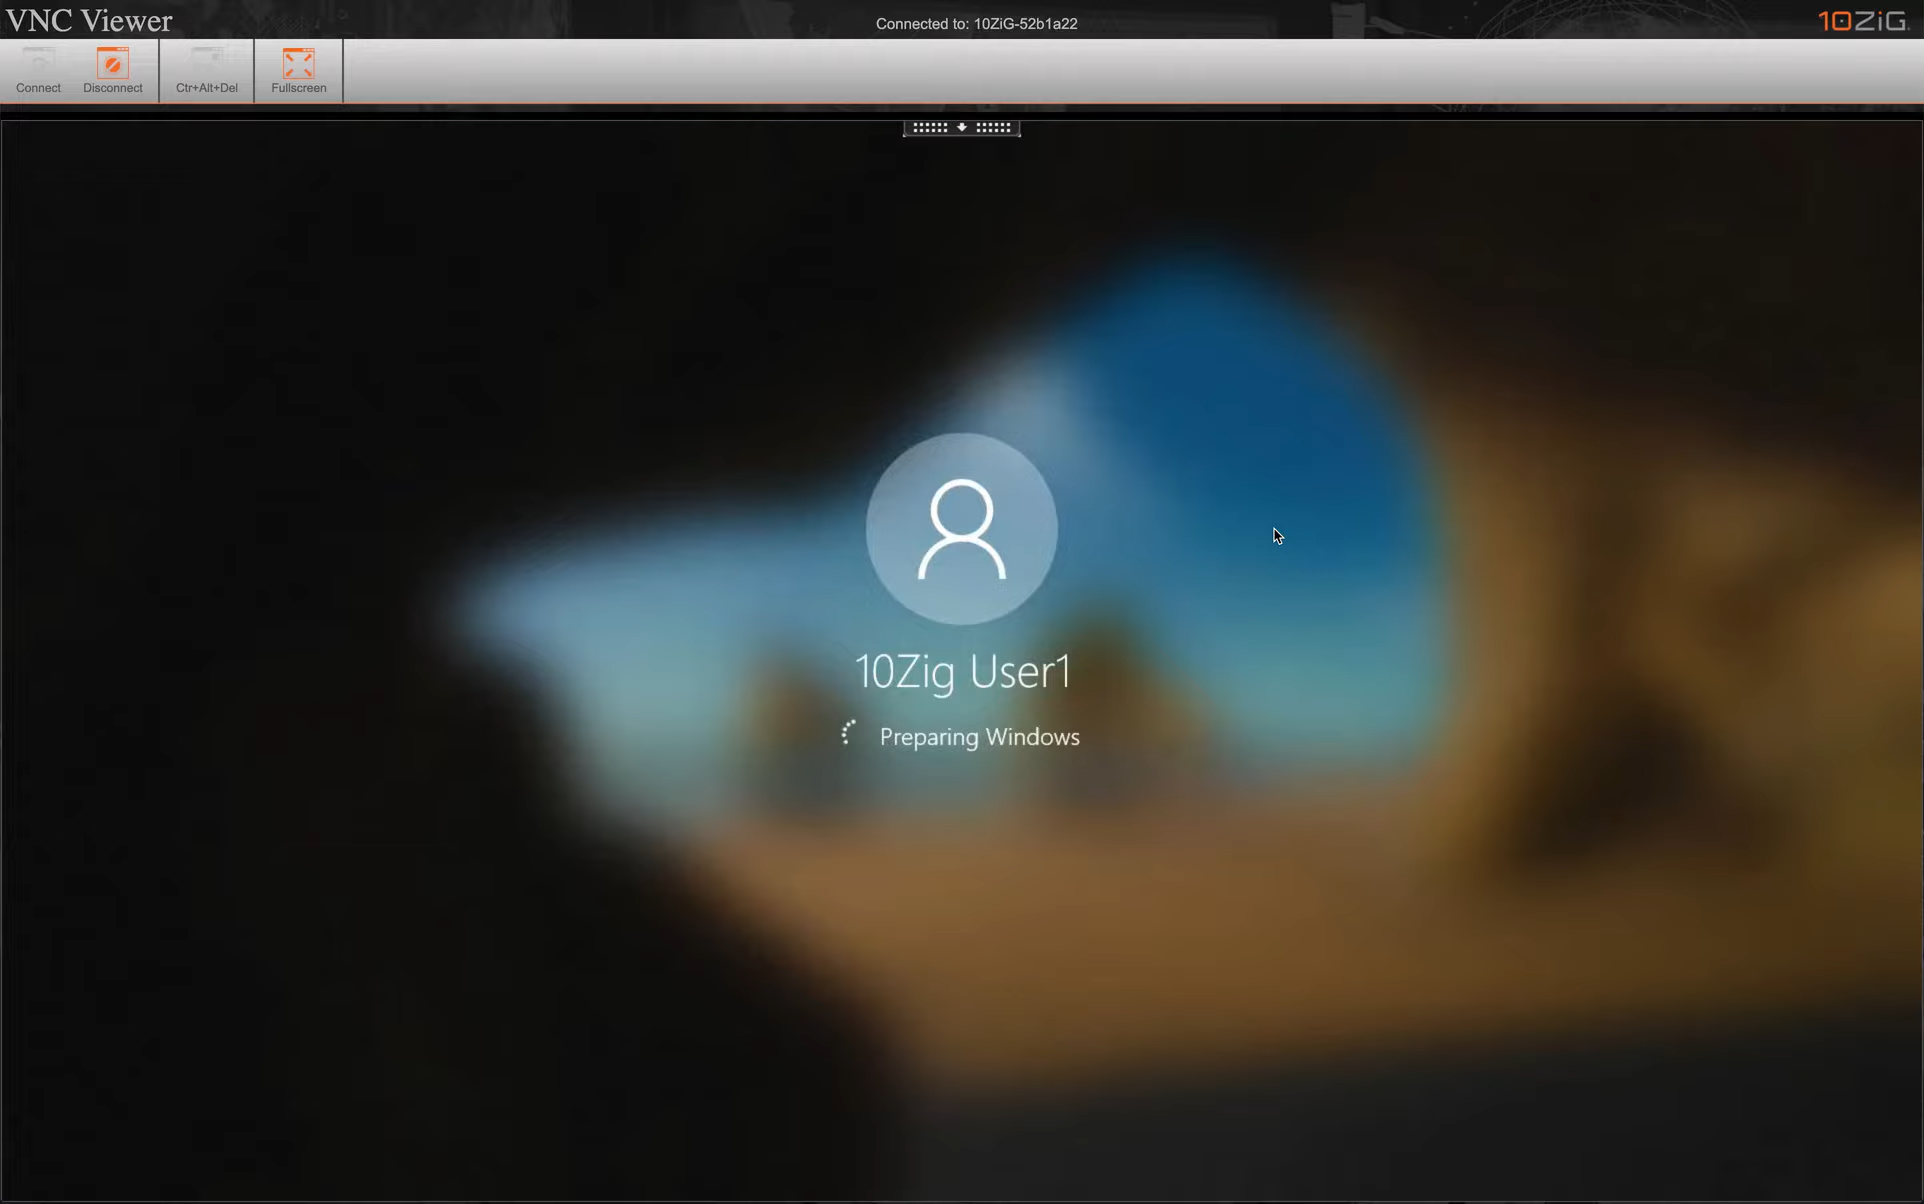 VNC Viewer
Connected to: 10ZiG-52b1a22
10ZiG
Connect
Disconnect
Ctr+Alt+Del
Fullscreen
10Zig User1
Preparing Windows